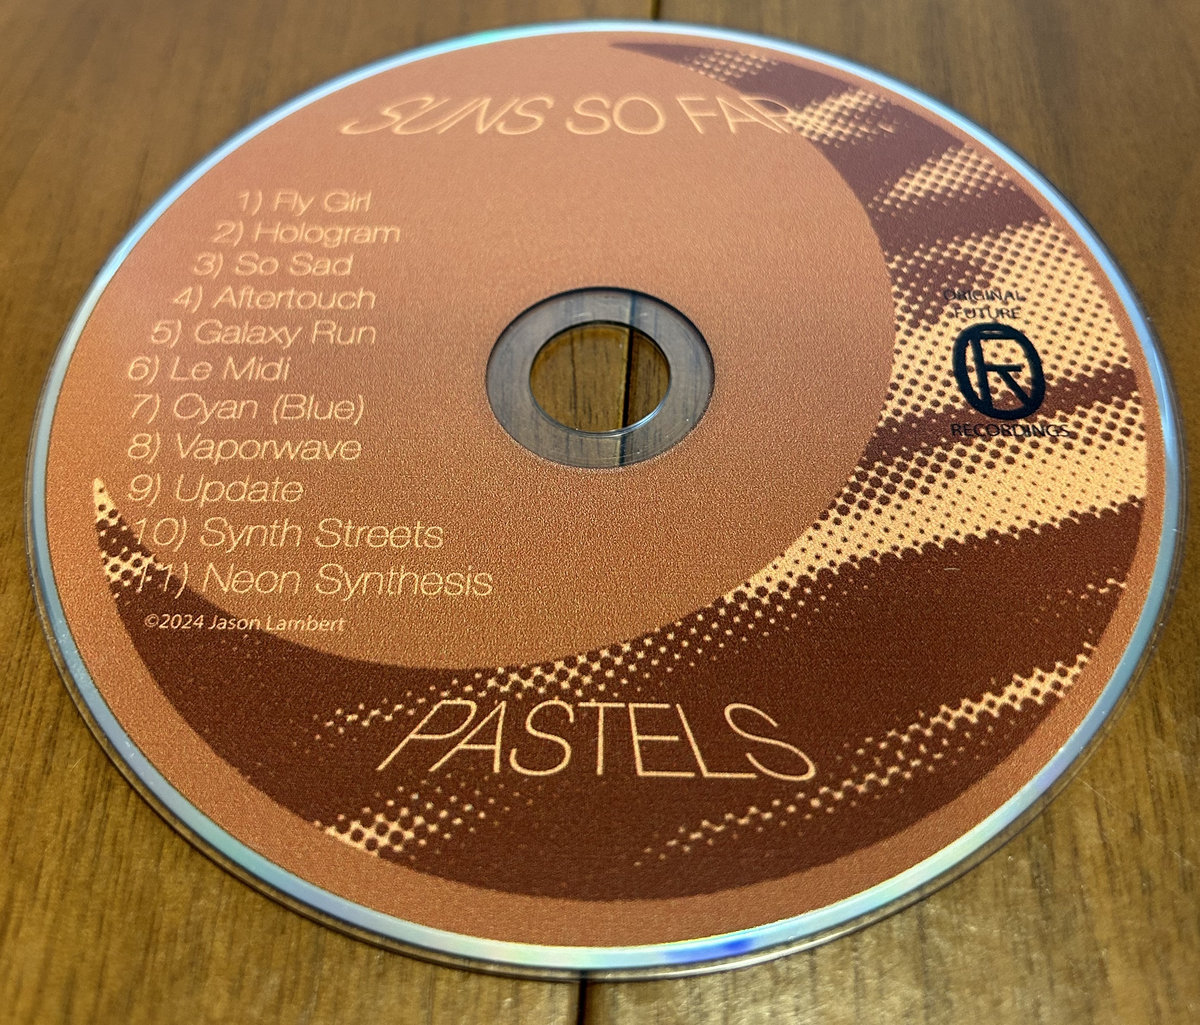 SUNS SO FAR
1) Fly Girl
2) Hologram
3) So Sad
4) Aftertouch
5) Galaxy Run
6) Le Midi
7) Cyan (Blue)
8) Vaporwave
9) Update
10) Synth Streets
11) Neon Synthesis
©2024 Jason Lambert
ORIGINAL
FUTURE
RECORDINGS
PASTELS